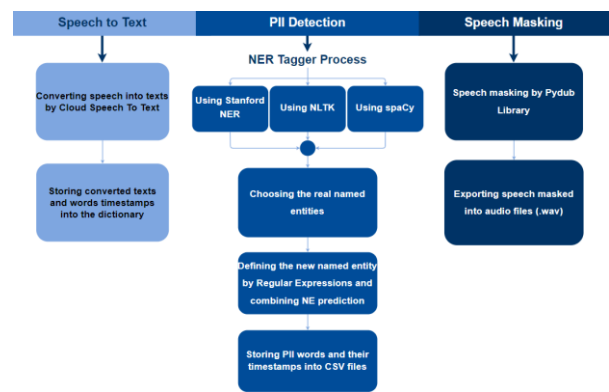 Speech to Text
PII Detection
Speech Masking
Converting speech into texts
by Cloud Speech To Text
Storing converted texts
and words timestamps
into the dictionary
NER Tagger Process
Using Stanford
NER
Using NLTK
Using spaCy
Choosing the real named
entities
Defining the new named entity
by Regular Expressions and
combining NE prediction
Storing PII words and their
timestamps into CSV files
Speech masking by Pydub
Library
Exporting speech masked
into audio files (.wav)